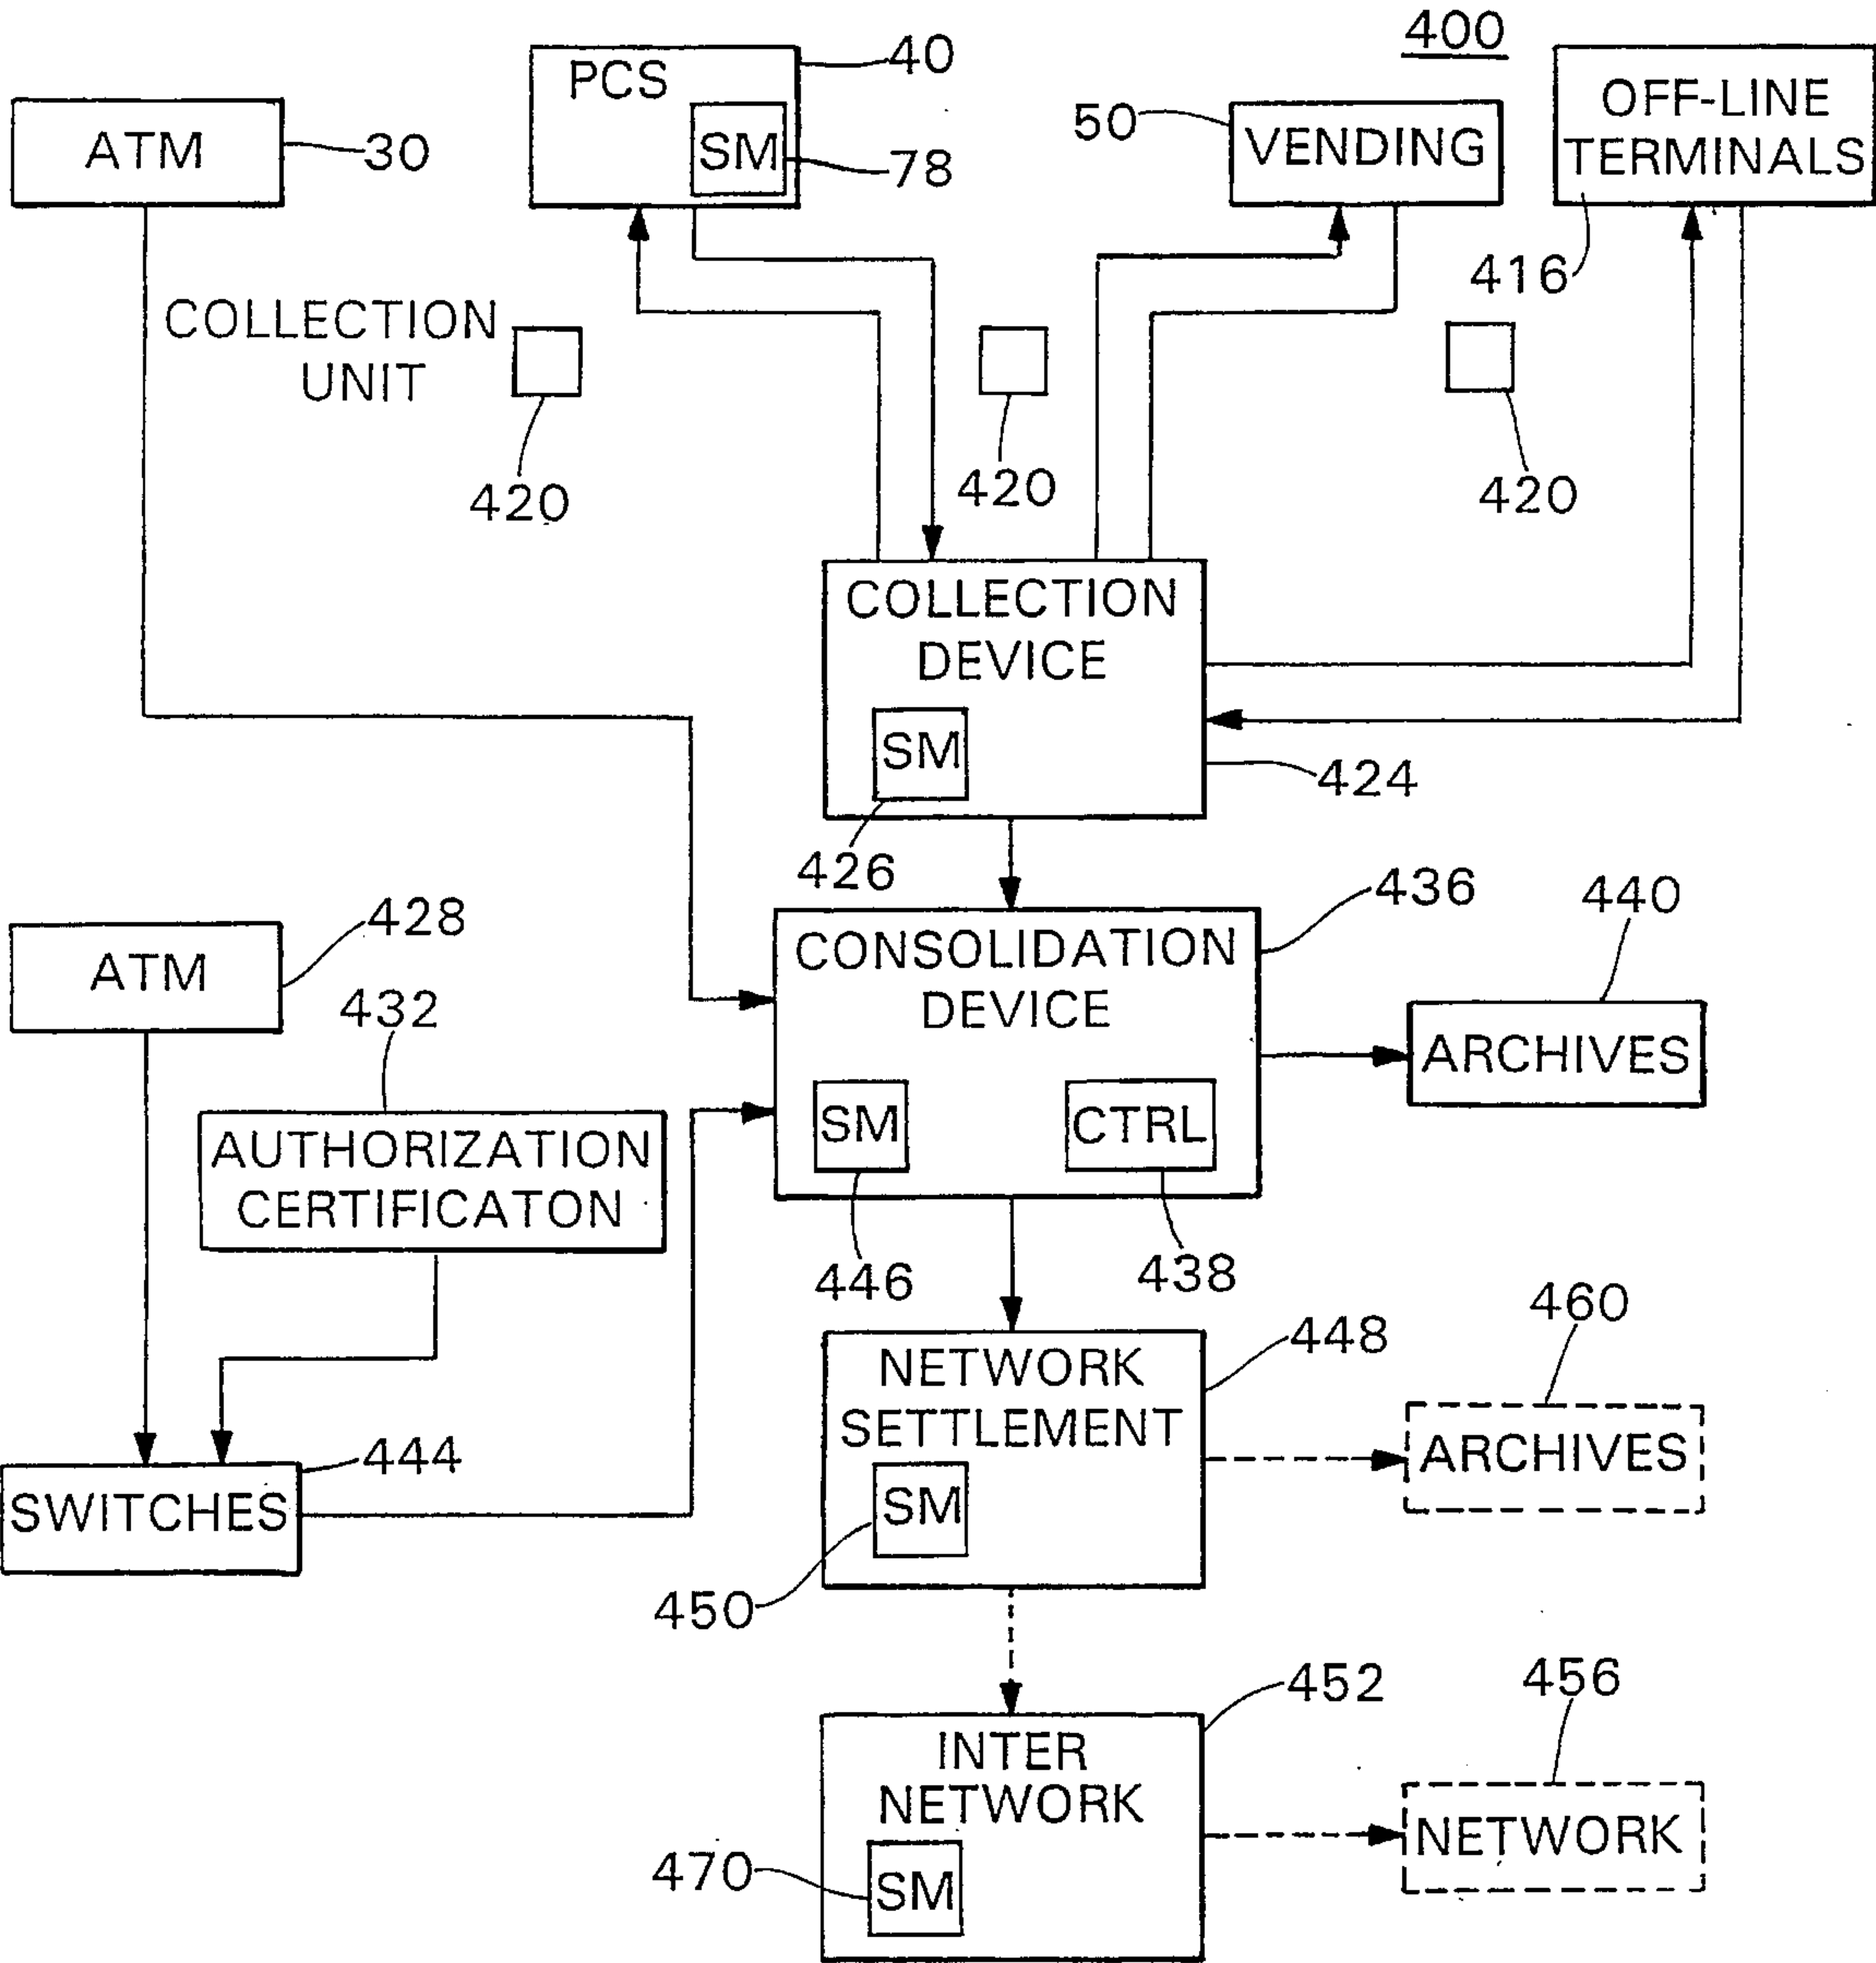 400
PCS
40
SM
78
ATM
30
50
VENDING
OFF-LINE
TERMINALS
416
COLLECTION
UNIT
420
420
420
COLLECTION
DEVICE
SM
424
426
428
ATM
432
AUTHORIZATION
CERTIFICATON
436
CONSOLIDATION
DEVICE
SM
CTRL
446
438
440
ARCHIVES
444
SWITCHES
448
NETWORK
SETTLEMENT
SM
450
460
ARCHIVES
452
INTER
NETWORK
SM
470
456
NETWORK